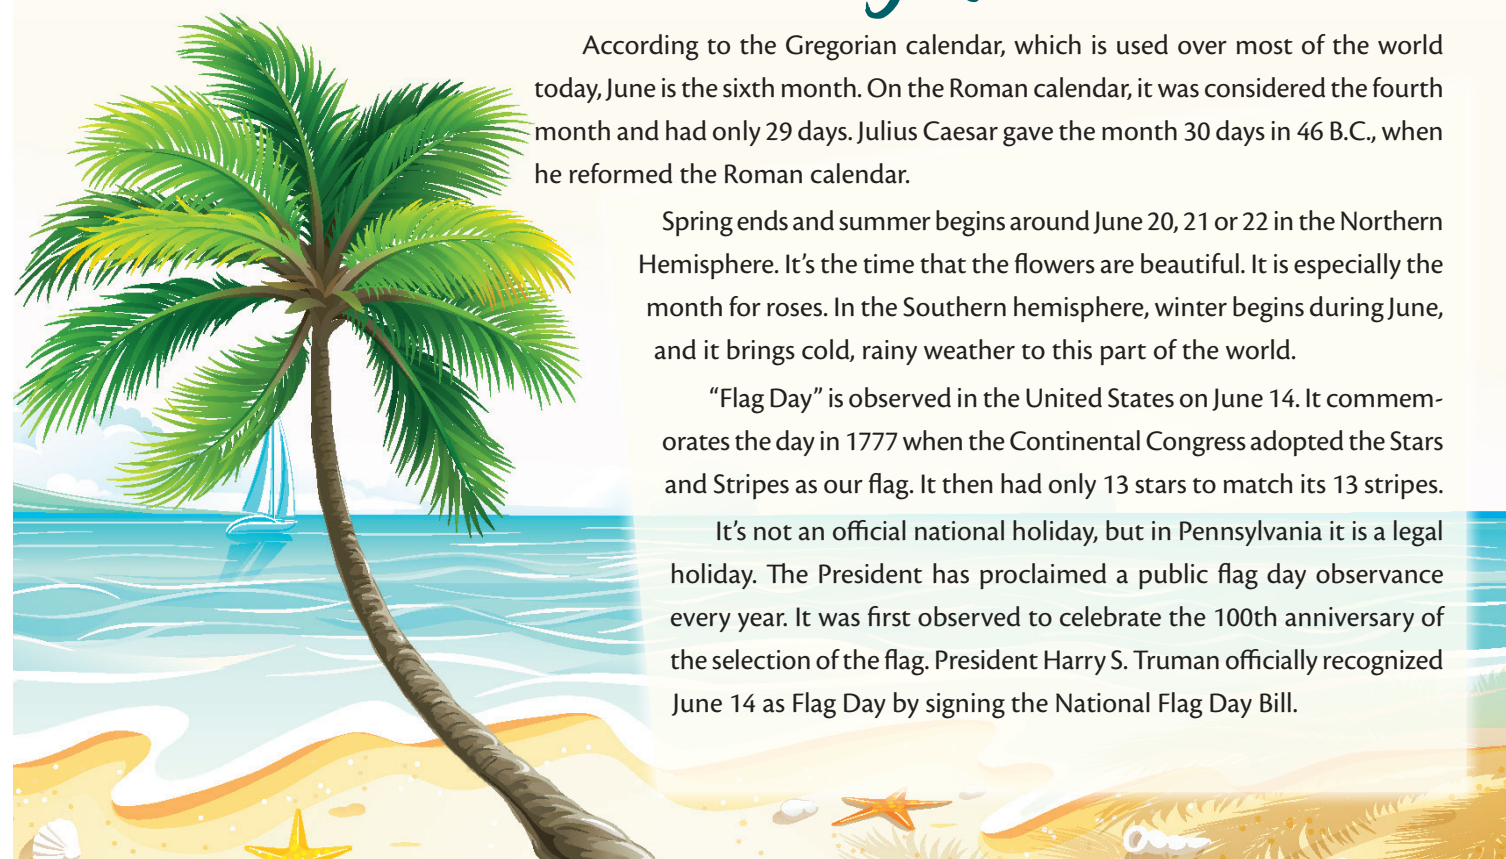 According to the Gregorian calendar, which is used over most of the world
today, June is the sixth month. On the Roman calendar, it was considered the fourth
month and had only 29 days. Julius Caesar gave the month 30 days in 46 B.C., when
he reformed the Roman calendar.
Spring ends and summer begins around June 20, 21 or 22 in the Northern
Hemisphere. It’s the time that the flowers are beautiful. It is especially the
month for roses. In the Southern hemisphere, winter begins during June,
and it brings cold, rainy weather to this part of the world.
“Flag Day” is observed in the United States on June 14. It commem-
orates the day in 1777 when the Continental Congress adopted the Stars
and Stripes as our flag. It then had only 13 stars to match its 13 stripes.
It’s not an official national holiday, but in Pennsylvania it is a legal
holiday. The President has proclaimed a public flag day observance
every year. It was first observed to celebrate the 100th anniversary of
the selection of the flag. President Harry S. Truman officially recognized
June 14 as Flag Day by signing the National Flag Day Bill.